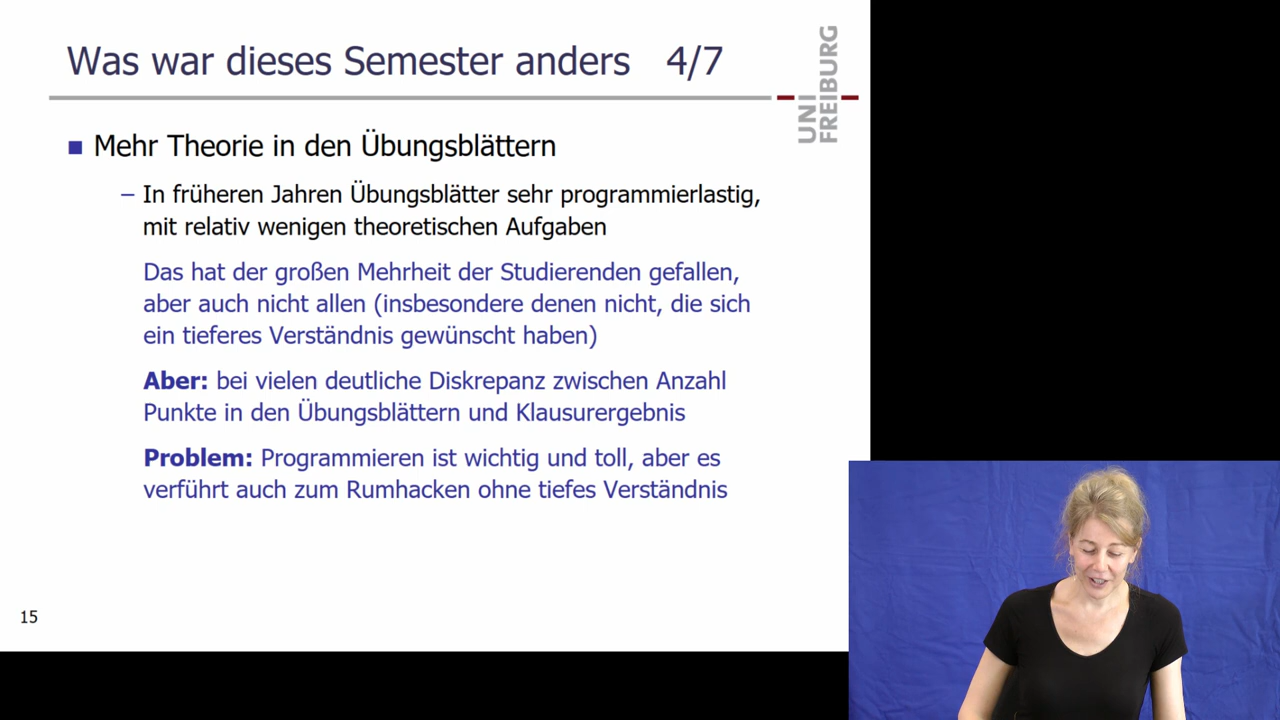 Was war dieses Semester anders 4/7
UNI
FREIBURG
Mehr Theorie in den Übungsblättern
– In früheren Jahren Übungsblätter sehr programmierlastig,
mit relativ wenigen theoretischen Aufgaben
Das hat der großen Mehrheit der Studierenden gefallen,
aber auch nicht allen (insbesondere denen nicht, die sich
ein tieferes Verständnis gewünscht haben)
Aber: bei vielen deutliche Diskrepanz zwischen Anzahl
Punkte in den Übungsblättern und Klausurergebnis
Problem: Programmieren ist wichtig und toll, aber es
verführt auch zum Rumhacken ohne tiefes Verständnis
15